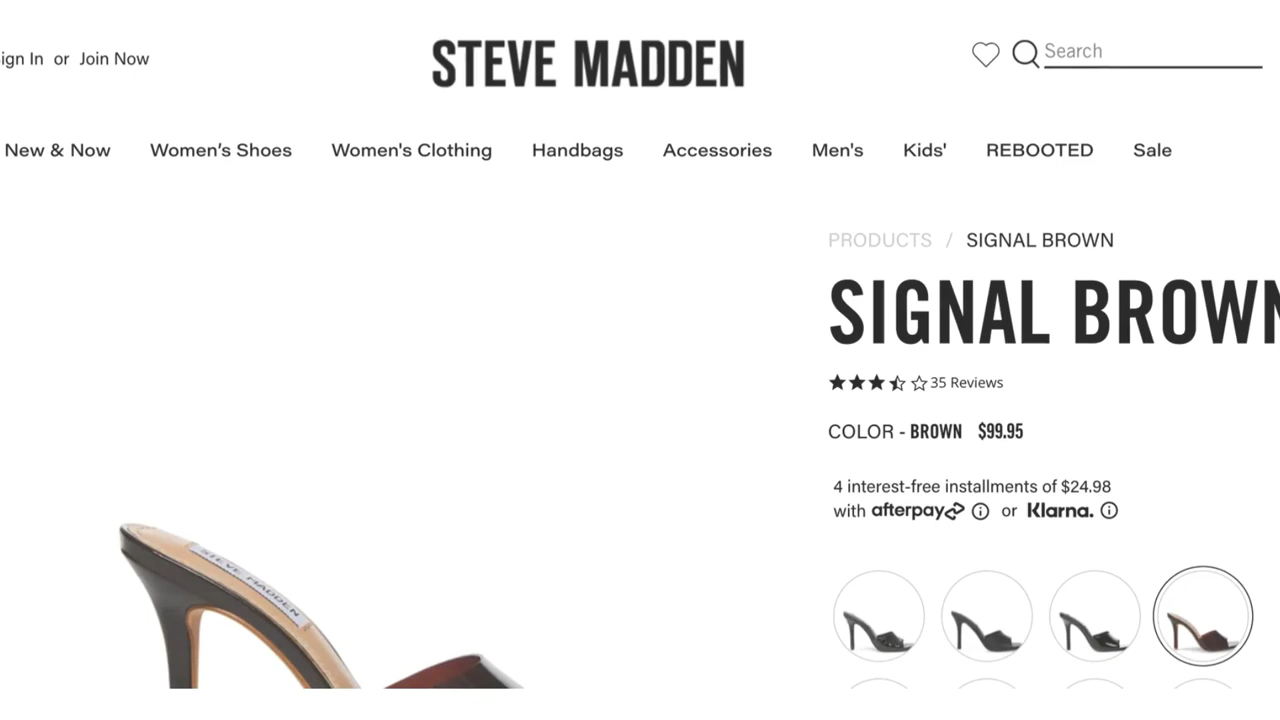 ign In or Join Now
STEVE MADDEN
Search
New & Now Women's Shoes Women's Clothing Handbags Accessories Men's Kids' REBOOTED Sale
PRODUCTS / SIGNAL BROWN
SIGNAL BROWN
35 Reviews
COLOR - BROWN $99.95
4 interest-free installments of $24.98
with afterpay or Klarna.
STEVE MADDEN